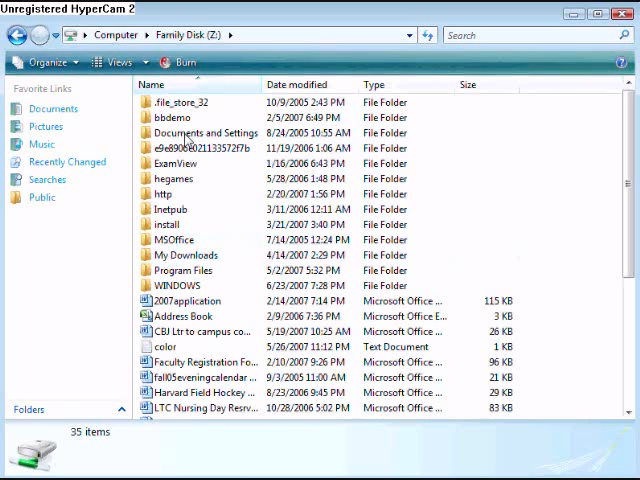 Unregistered HyperCam 2
Computer Family Disk (Z:) Search
Organize Views Burn
Favorite Links
Documents
Pictures
Music
Recently Changed
Searches
Public
Folders
Name Date modified Type Size
.file_store_32 10/9/2005 2:43 PM File Folder
bbdemo 2/5/2007 6:49 PM File Folder
Documents and Settings 8/24/2005 10:55 AM File Folder
11/19/2006 1:06 AM File Folder
ExamView 1/16/2006 6:43 PM File Folder
hegames 5/28/2006 1:48 PM File Folder
http 2/20/2007 1:56 PM File Folder
Inetpub 3/11/2006 12:11 AM File Folder
install 3/21/2007 3:40 PM File Folder
MSOffice 7/14/2005 12:24 PM File Folder
My Downloads 4/14/2007 2:29 PM File Folder
Program Files 5/2/2007 5:32 PM File Folder
WINDOWS 6/23/2007 7:28 PM File Folder
2007application 2/14/2007 7:14 PM Microsoft Office ... 115 KB
Address Book 2/9/2006 7:36 PM Microsoft Office E... 3 KB
CBJ Ltr to campus co... 5/19/2007 10:25 AM Microsoft Office ... 26 KB
color 5/26/2007 11:12 PM Text Document 1 KB
Faculty Registration Fo... 2/10/2007 9:26 PM Microsoft Office ... 96 KB
fall05eveningcalendar ... 9/3/2005 11:00 AM Microsoft Office ... 21 KB
Harvard Field Hockey ... 8/23/2006 9:45 PM Microsoft Office ... 29 KB
LTC Nursing Day Resrv... 10/28/2006 5:02 PM Microsoft Office ... 83 KB
35 items